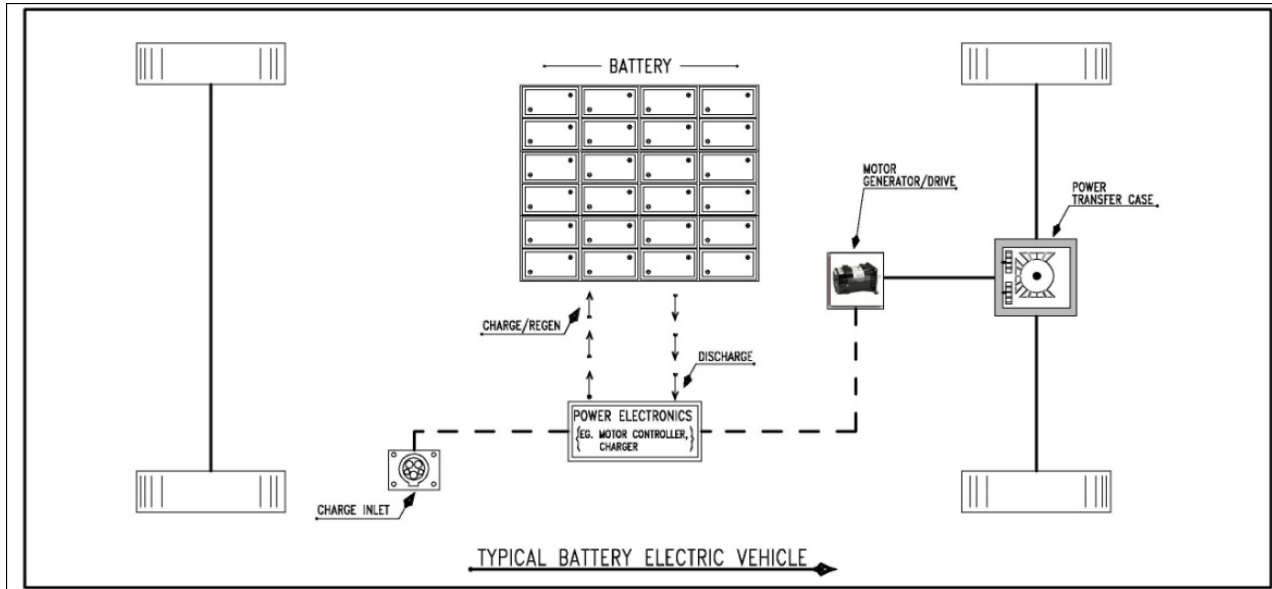 BATTERY
MOTOR
GENERATOR/DRIVE
POWER
TRANSFER CASE
CHARGE/REGEN
DISCHARGE
POWER ELECTRONICS
{EG. MOTOR CONTROLLER,
CHARGER}
CHARGE INLET
TYPICAL BATTERY ELECTRIC VEHICLE